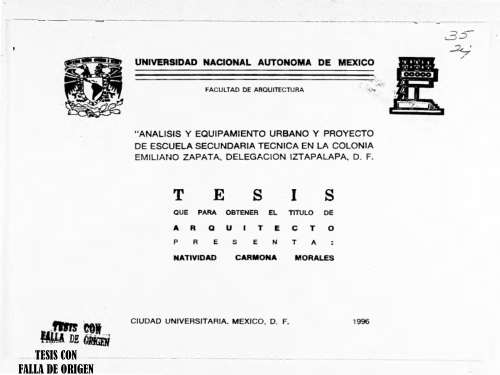 35
2ej
UNIVERSIDAD NACIONAL AUTONOMA DE MEXICO
FACULTAD DE ARQUITECTURA
"ANALISIS Y EQUIPAMIENTO URBANO Y PROYECTO
DE ESCUELA SECUNDARIA TECNICA EN LA COLONIA
EMILIANO ZAPATA, DELEGACION IZTAPALAPA, D. F.
T E S I S
QUE PARA OBTENER EL TITULO DE
A R Q U I T E C T O
P R E S E N T A :
NATIVIDAD CARMONA MORALES
CIUDAD UNIVERSITARIA, MEXICO, D. F. 1996
TESIS CON
FALLA DE ORIGEN
TESIS CON
FALLA DE ORIGEN